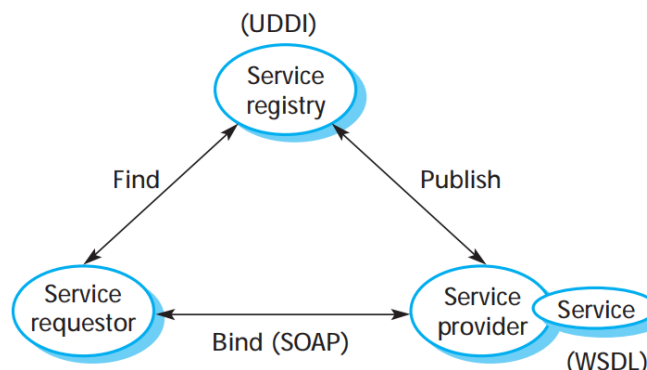 (UDDI)
Service
registry
Find
Publish
Service
requestor
Bind (SOAP)
Service
provider
Service
(WSDL)